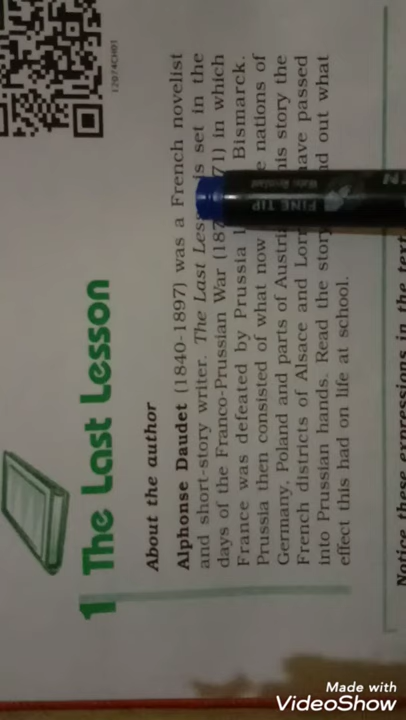 12074CH01
1 The Last Lesson
About the author
Alphonse Daudet (1840-1897) was a French novelist
and short-story writer. The Last Les is set in the
days of the Franco-Prussian War (187 71) in which
France was defeated by Prussia Bismarck.
Prussia then consisted of what now nations of
Germany, Poland and parts of Austri his story the
French districts of Alsace and Lorr have passed
into Prussian hands. Read the story nd out what
effect this had on life at school.
Notice these expressions in the text
FINE TIP
Made with
VideoShow